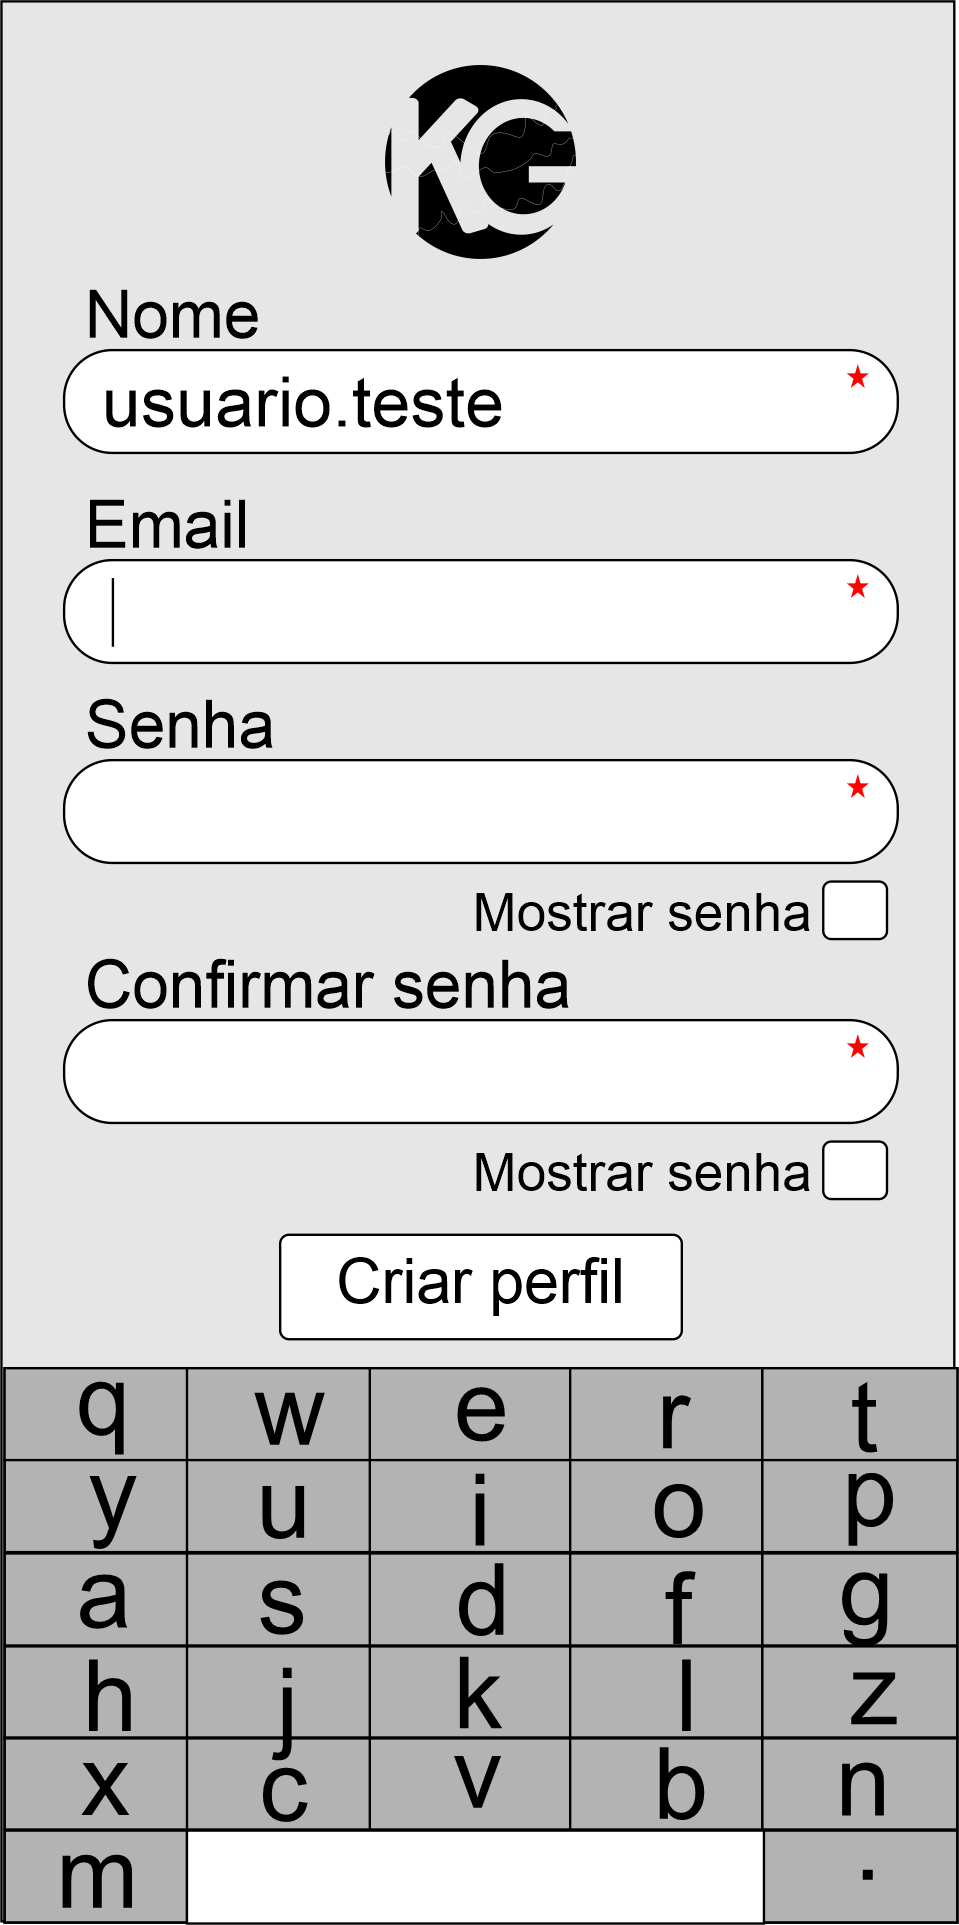 KG
Nome
usuario.teste
Email
Senha
Mostrar senha
Confirmar senha
Mostrar senha
Criar perfil
q w e r t
y u i o p
a s d f g
h j k l z
x c v b n
m .